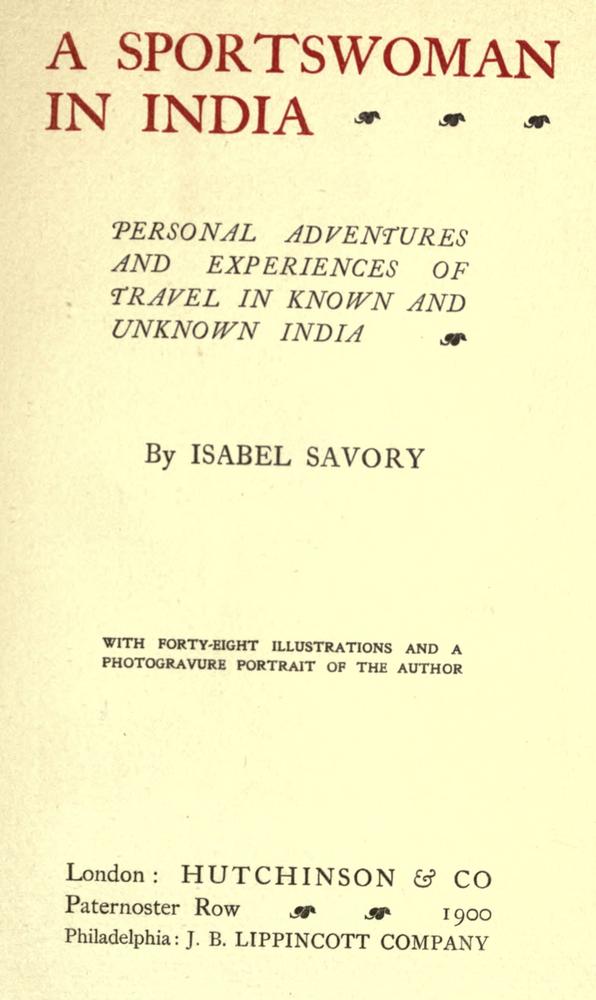 A SPORTSWOMAN
IN INDIA
PERSONAL ADVENTURES
AND EXPERIENCES OF
TRAVEL IN KNOWN AND
UNKNOWN INDIA
By ISABEL SAVORY
WITH FORTY-EIGHT ILLUSTRATIONS AND A
PHOTOGRAVURE PORTRAIT OF THE AUTHOR
London: HUTCHINSON & CO
Paternoster Row 1900
Philadelphia: J. B. LIPPINCOTT COMPANY